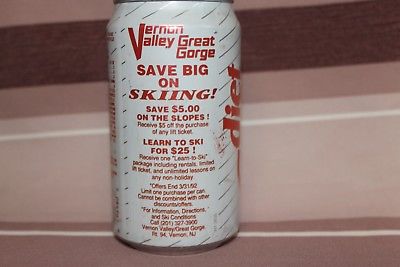 Vernon
Valley Great
Gorge
SAVE BIG
ON
SKIING!
SAVE $5.00
ON THE SLOPES!
Receive $5 off the purchase
of any lift ticket.
LEARN TO SKI
FOR $25!
Receive one "Learn-to-Ski"
package including rentals, limited
lift ticket, and unlimited lessons on
any non-holiday.
*Offers End 3/31/92
Limit one purchase per can.
Cannot be combined with other
discounts/offers.
*For Information, Directions,
and Ski Conditions
Call (201) 327-3900
Vernon Valley/Great Gorge
Rt. 94, Vernon, NJ
diet